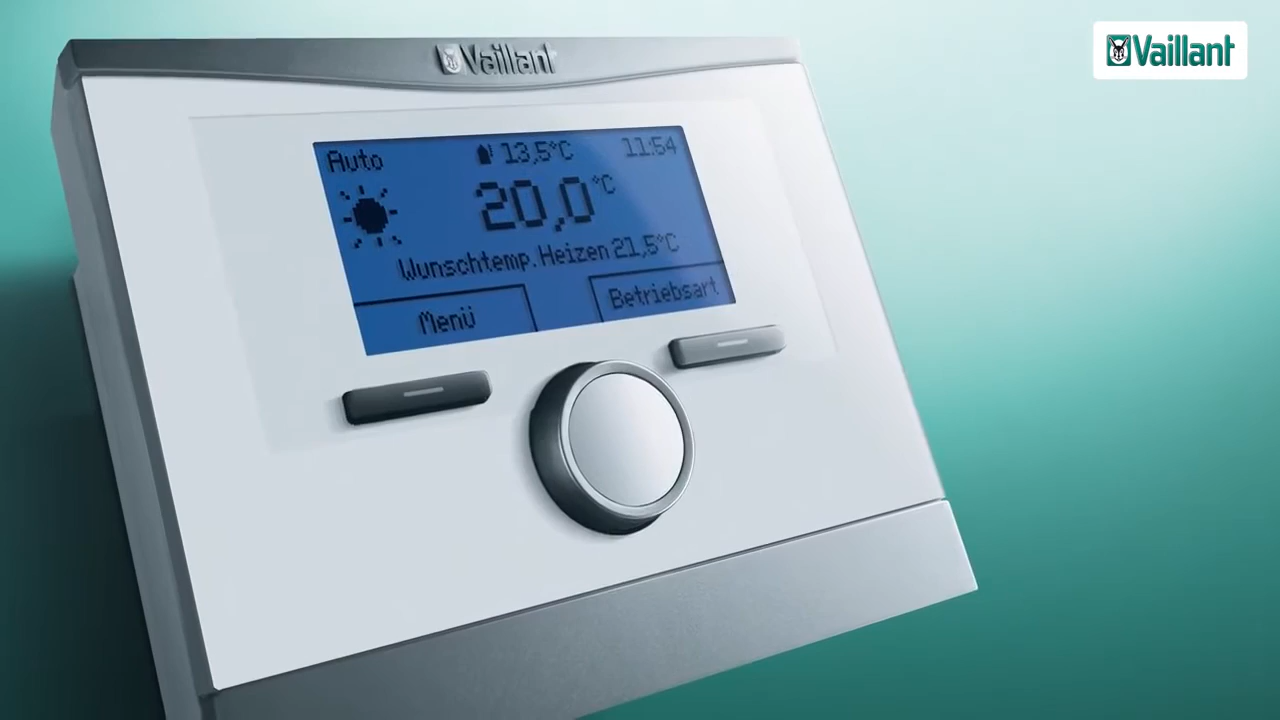 Vaillant
Vaillant
Auto 13,5°C 11:54
20,0°C
Wunschtemp. Heizen 21,5°C
Menü Betriebsart